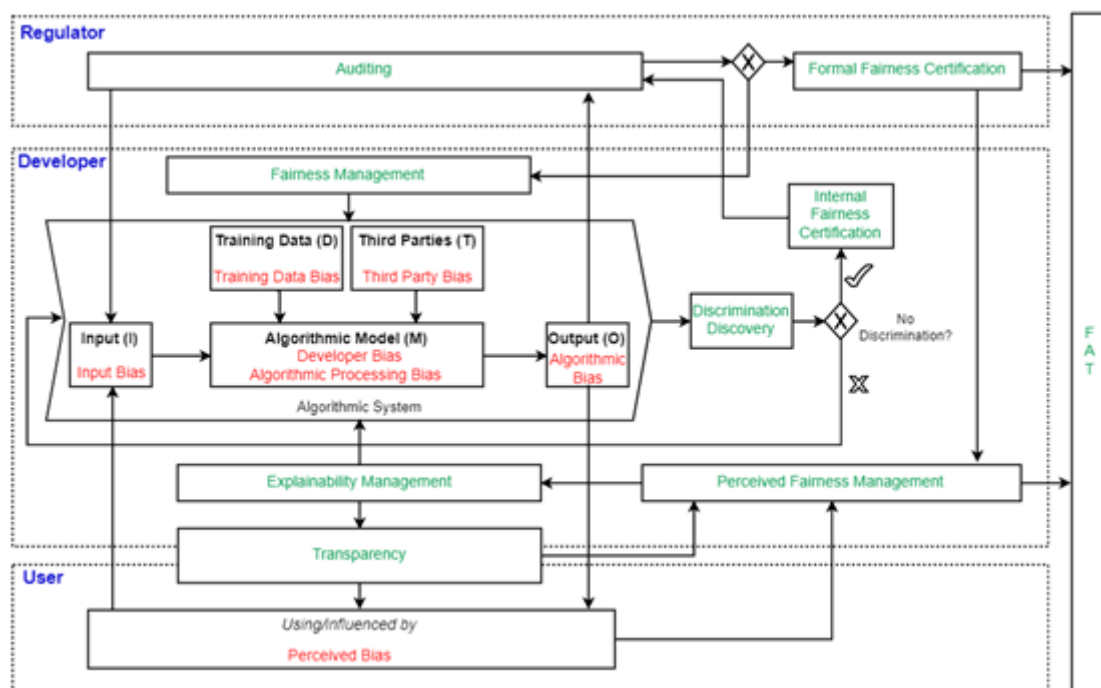 Regulator
Auditing
X
Formal Fairness Certification
Developer
Fairness Management
Internal
Fairness
Certification
Training Data (D)
Training Data Bias
Third Parties (T)
Third Party Bias
Input (I)
Input Bias
Algorithmic Model (M)
Developer Bias
Algorithmic Processing Bias
Output (O)
Algorithmic
Bias
Discrimination
Discovery
X
No
Discrimination?
Algorithmic System
Explainability Management
Perceived Fairness Management
Transparency
User
Using/Influenced by
Perceived Bias
F
A
T